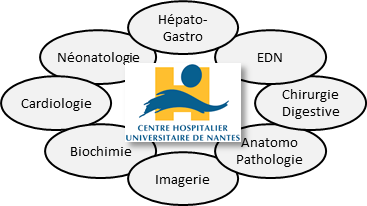 Hépato-
Gastro
Néonatologie
EDN
Cardiologie
Chirurgie
Digestive
CENTRE HOSPITALIER
UNIVERSITAIRE DE NANTES
Biochimie
Anatomo
Pathologie
Imagerie